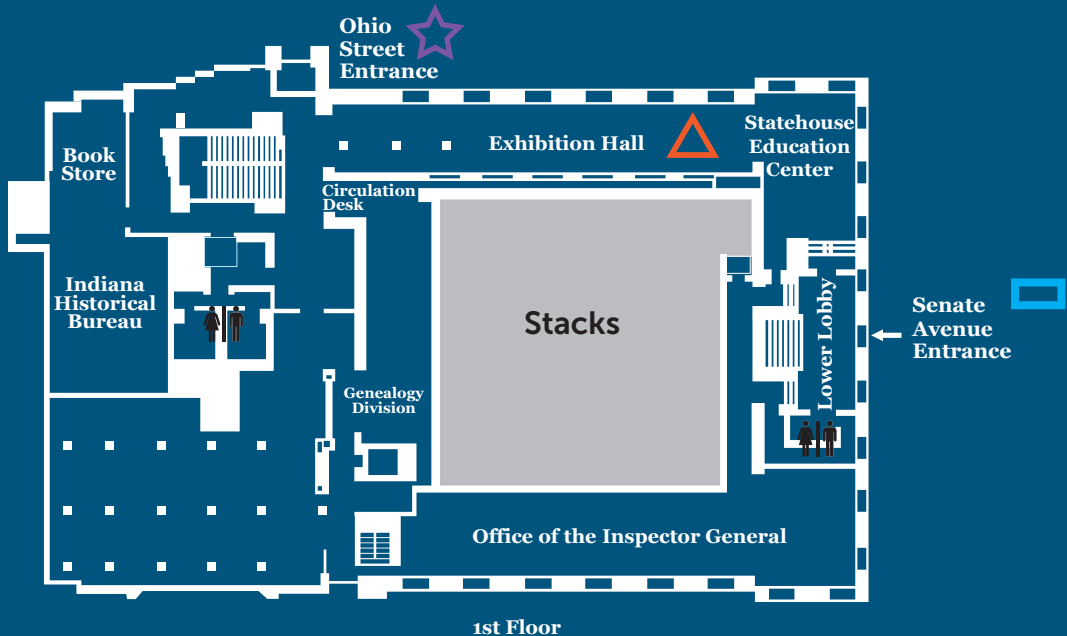 Ohio
Street
Entrance
Exhibition Hall
Statehouse
Education
Center
Book
Store
Circulation
Desk
Indiana
Historical
Bureau
Stacks
Lower Lobby
Senate
Avenue
Entrance
Genealogy
Division
Office of the Inspector General
1st Floor